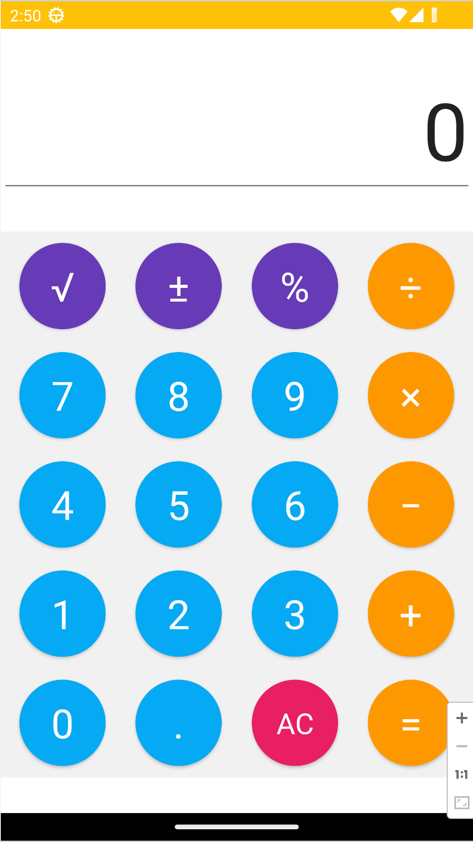 2:50
0
√ ± % ÷
7 8 9 ×
4 5 6 −
1 2 3 +
0 . AC =
+
−
1:1